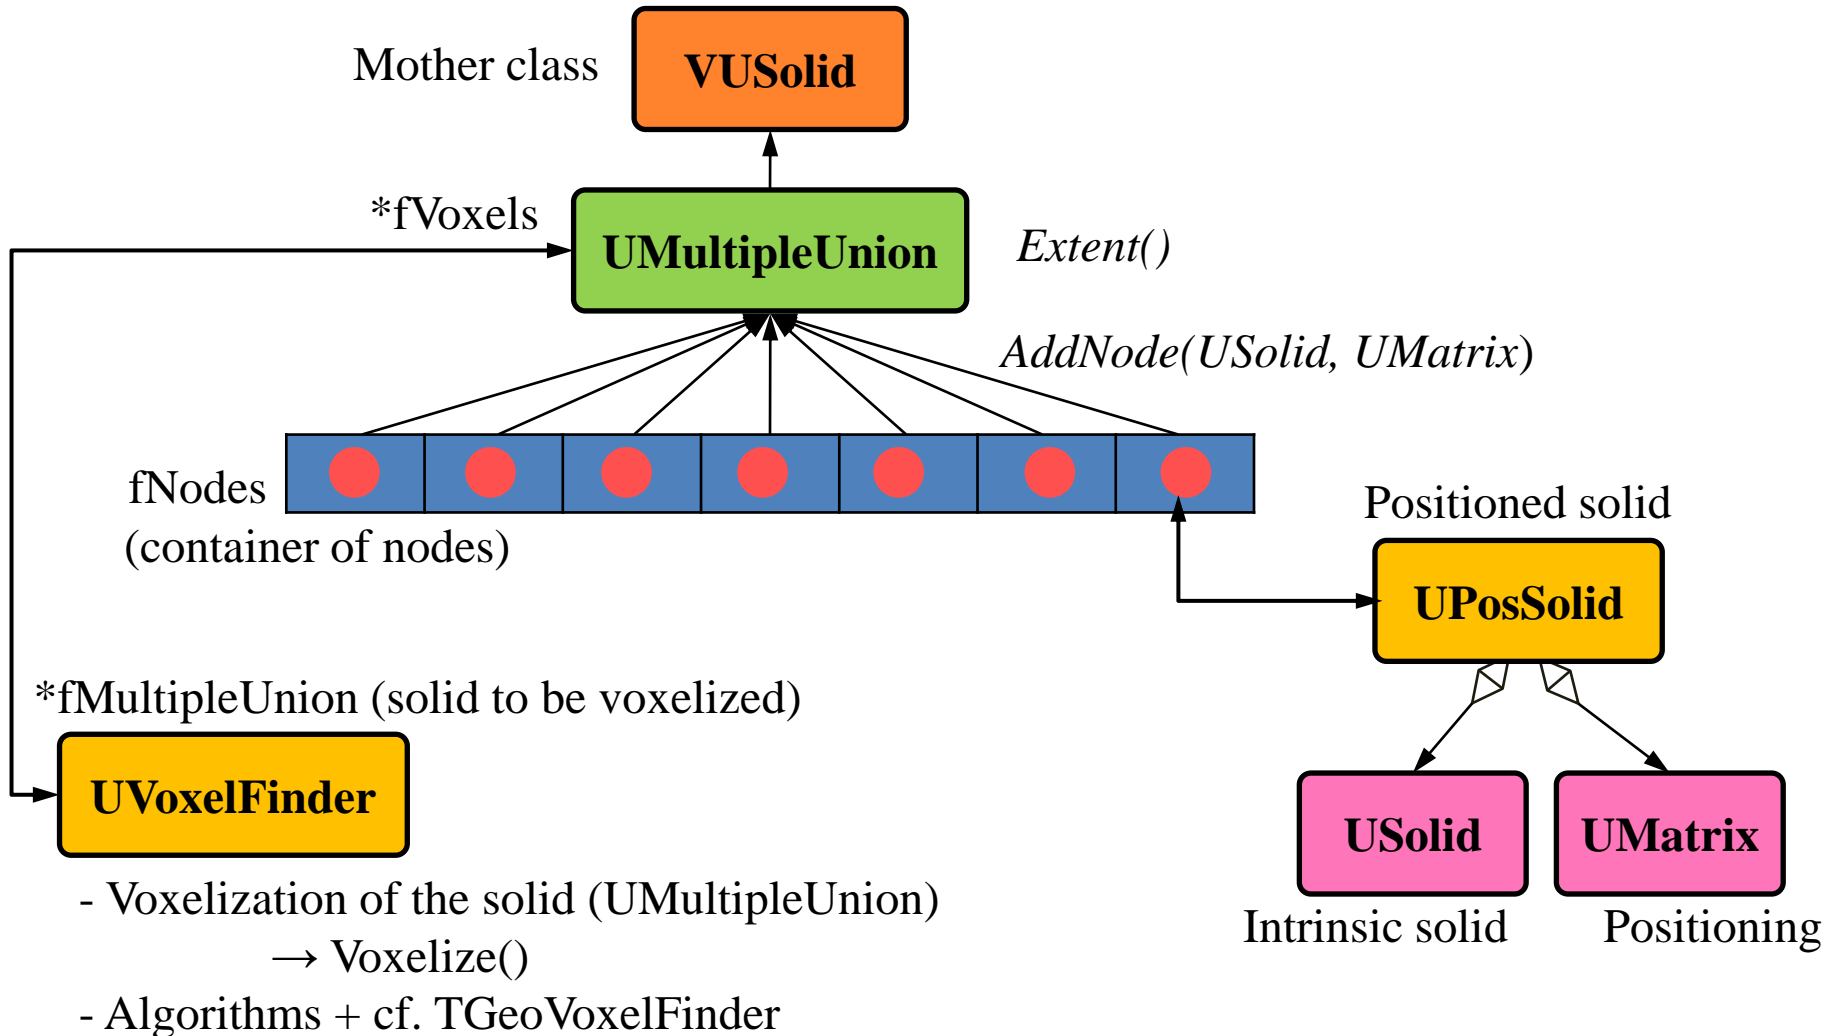 Mother class
VUSolid
*fVoxels
UMultipleUnion
Extent()
AddNode(USolid, UMatrix)
fNodes
(container of nodes)
Positioned solid
UPosSolid
*fMultipleUnion (solid to be voxelized)
UVoxelFinder
USolid
UMatrix
Intrinsic solid
Positioning
- Voxelization of the solid (UMultipleUnion)
→ Voxelize()
- Algorithms + cf. TGeoVoxelFinder